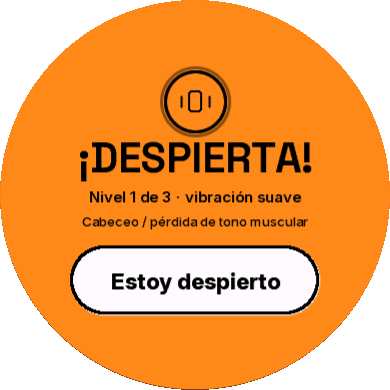 ¡DESPIERTA!
Nivel 1 de 3 · vibración suave
Cabeceo / pérdida de tono muscular
Estoy despierto